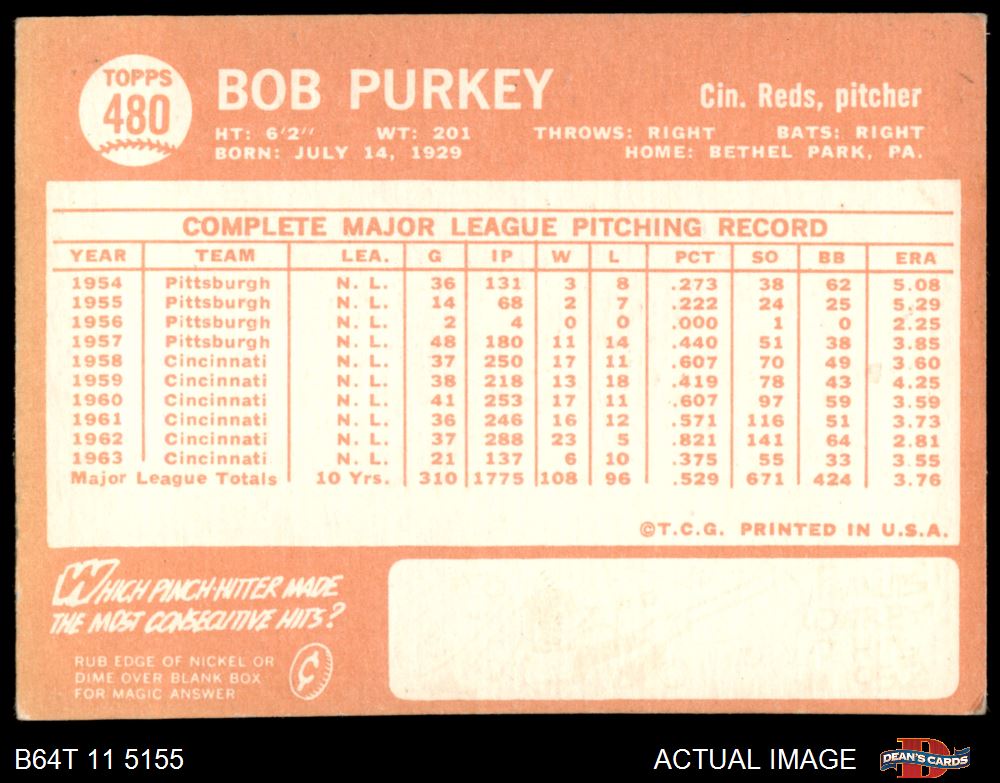 TOPPS
480
BOB PURKEY
Cin. Reds, pitcher
HT: 6'2" WT: 201 THROWS: RIGHT BATS: RIGHT
BORN: JULY 14, 1929 HOME: BETHEL PARK, PA.
COMPLETE MAJOR LEAGUE PITCHING RECORD
YEAR TEAM LEA. G IP W L PCT SO BB ERA
1954 Pittsburgh N. L. 36 131 3 8 .273 38 62 5.08
1955 Pittsburgh N. L. 14 68 2 7 .222 24 25 5.29
1956 Pittsburgh N. L. 2 4 0 0 .000 1 0 2.25
1957 Pittsburgh N. L. 48 180 11 14 .440 51 38 3.85
1958 Cincinnati N. L. 37 250 17 11 .607 70 49 3.60
1959 Cincinnati N. L. 38 218 13 18 .419 78 43 4.25
1960 Cincinnati N. L. 41 253 17 11 .607 97 59 3.59
1961 Cincinnati N. L. 36 246 16 12 .571 116 51 3.73
1962 Cincinnati N. L. 37 288 23 5 .821 141 64 2.81
1963 Cincinnati N. L. 21 137 6 10 .375 55 33 3.55
Major League Totals 10 Yrs. 310 1775 108 96 .529 671 424 3.76
©T.C.G. PRINTED IN U.S.A.
WHICH PINCH-HITTER MADE
THE MOST CONSECUTIVE HITS?
RUB EDGE OF NICKEL OR
DIME OVER BLANK BOX
FOR MAGIC ANSWER
¢
B64T 11 5155
ACTUAL IMAGE
D
DEAN'S CARDS